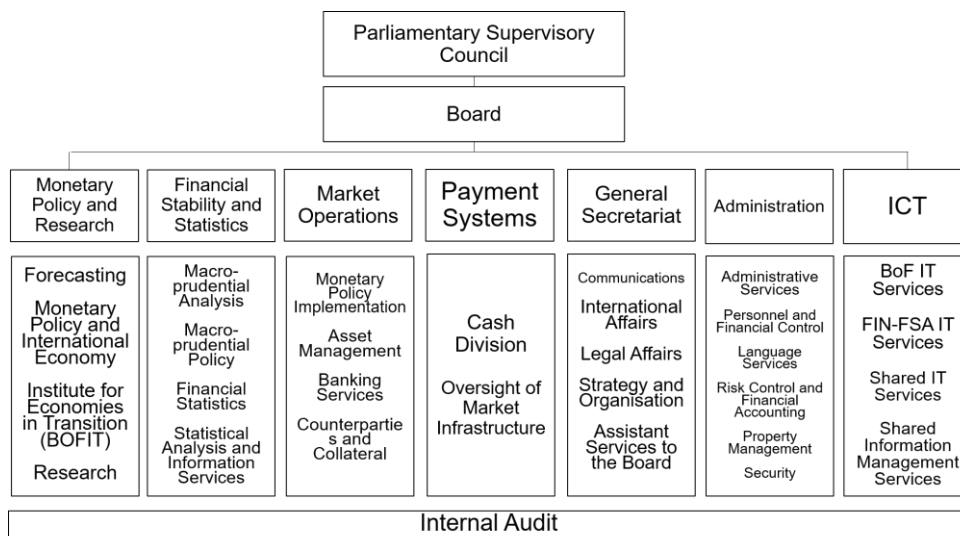 Parliamentary Supervisory
Council
Board
Monetary
Policy and
Research
Financial
Stability and
Statistics
Market
Operations
Payment
Systems
General
Secretariat
Administration
ICT
Forecasting
Monetary
Policy and
International
Economy
Institute for
Economies
in Transition
(BOFIT)
Research
Macro-
prudential
Analysis
Macro-
prudential
Policy
Financial
Statistics
Statistical
Analysis and
Information
Services
Monetary
Policy
Implementation
Asset
Management
Banking
Services
Counterpartie
s and
Collateral
Cash
Division
Oversight of
Market
Infrastructure
Communications
International
Affairs
Legal Affairs
Strategy and
Organisation
Assistant
Services to
the Board
Administrative
Services
Personnel and
Financial Control
Language
Services
Risk Control and
Financial
Accounting
Property
Management
Security
BoF IT
Services
FIN-FSA IT
Services
Shared IT
Services
Shared
Information
Management
Services
Internal Audit